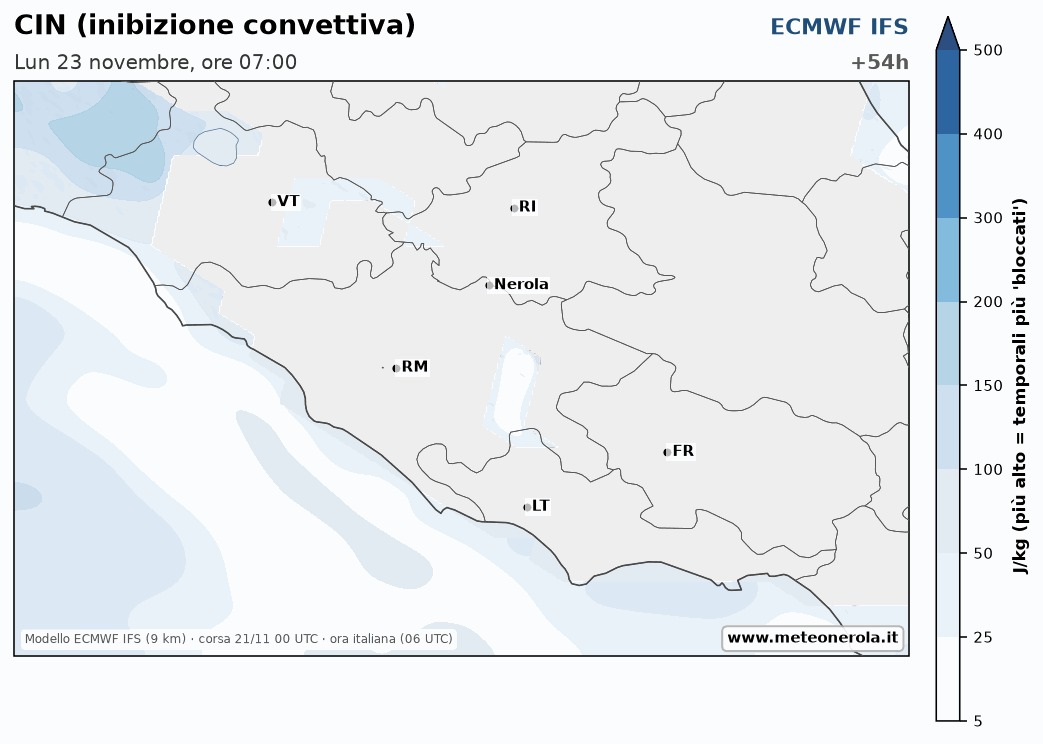 CIN (inibizione convettiva)
ECMWF IFS
Lun 23 novembre, ore 07:00
+54h
500
400
300
200
150
100
50
25
5
J/kg (più alto = temporali più 'bloccati')
VT
RI
Nerola
RM
FR
LT
Modello ECMWF IFS (9 km) · corsa 21/11 00 UTC · ora italiana (06 UTC)
www.meteonerola.it